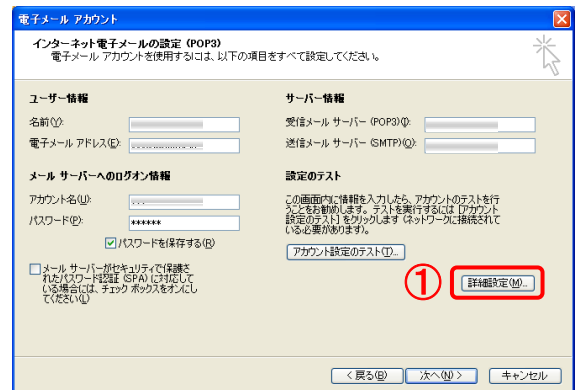 電子メール アカウント
インターネット電子メールの設定 (POP3)
電子メール アカウントを使用するには、以下の項目をすべて設定してください。
ユーザー情報
名前(Y):
電子メール アドレス(E):
メール サーバーへのログオン情報
アカウント名(U):
パスワード(P):
******
パスワードを保存する(R)
メール サーバーがセキュリティで保護さ
れたパスワード認証 (SPA) に対応して
いる場合には、チェック ボックスをオンにし
てください(L)
サーバー情報
受信メール サーバー (POP3)(I):
送信メール サーバー (SMTP)(O):
設定のテスト
この画面内に情報を入力したら、アカウントのテストを行
うことをお勧めします。テストを実行するには [アカウント
設定のテスト] をクリックします (ネットワークに接続されて
いる必要があります)。
アカウント設定のテスト(T)...
① 詳細設定(M)...
< 戻る(B) 次へ(N) > キャンセル